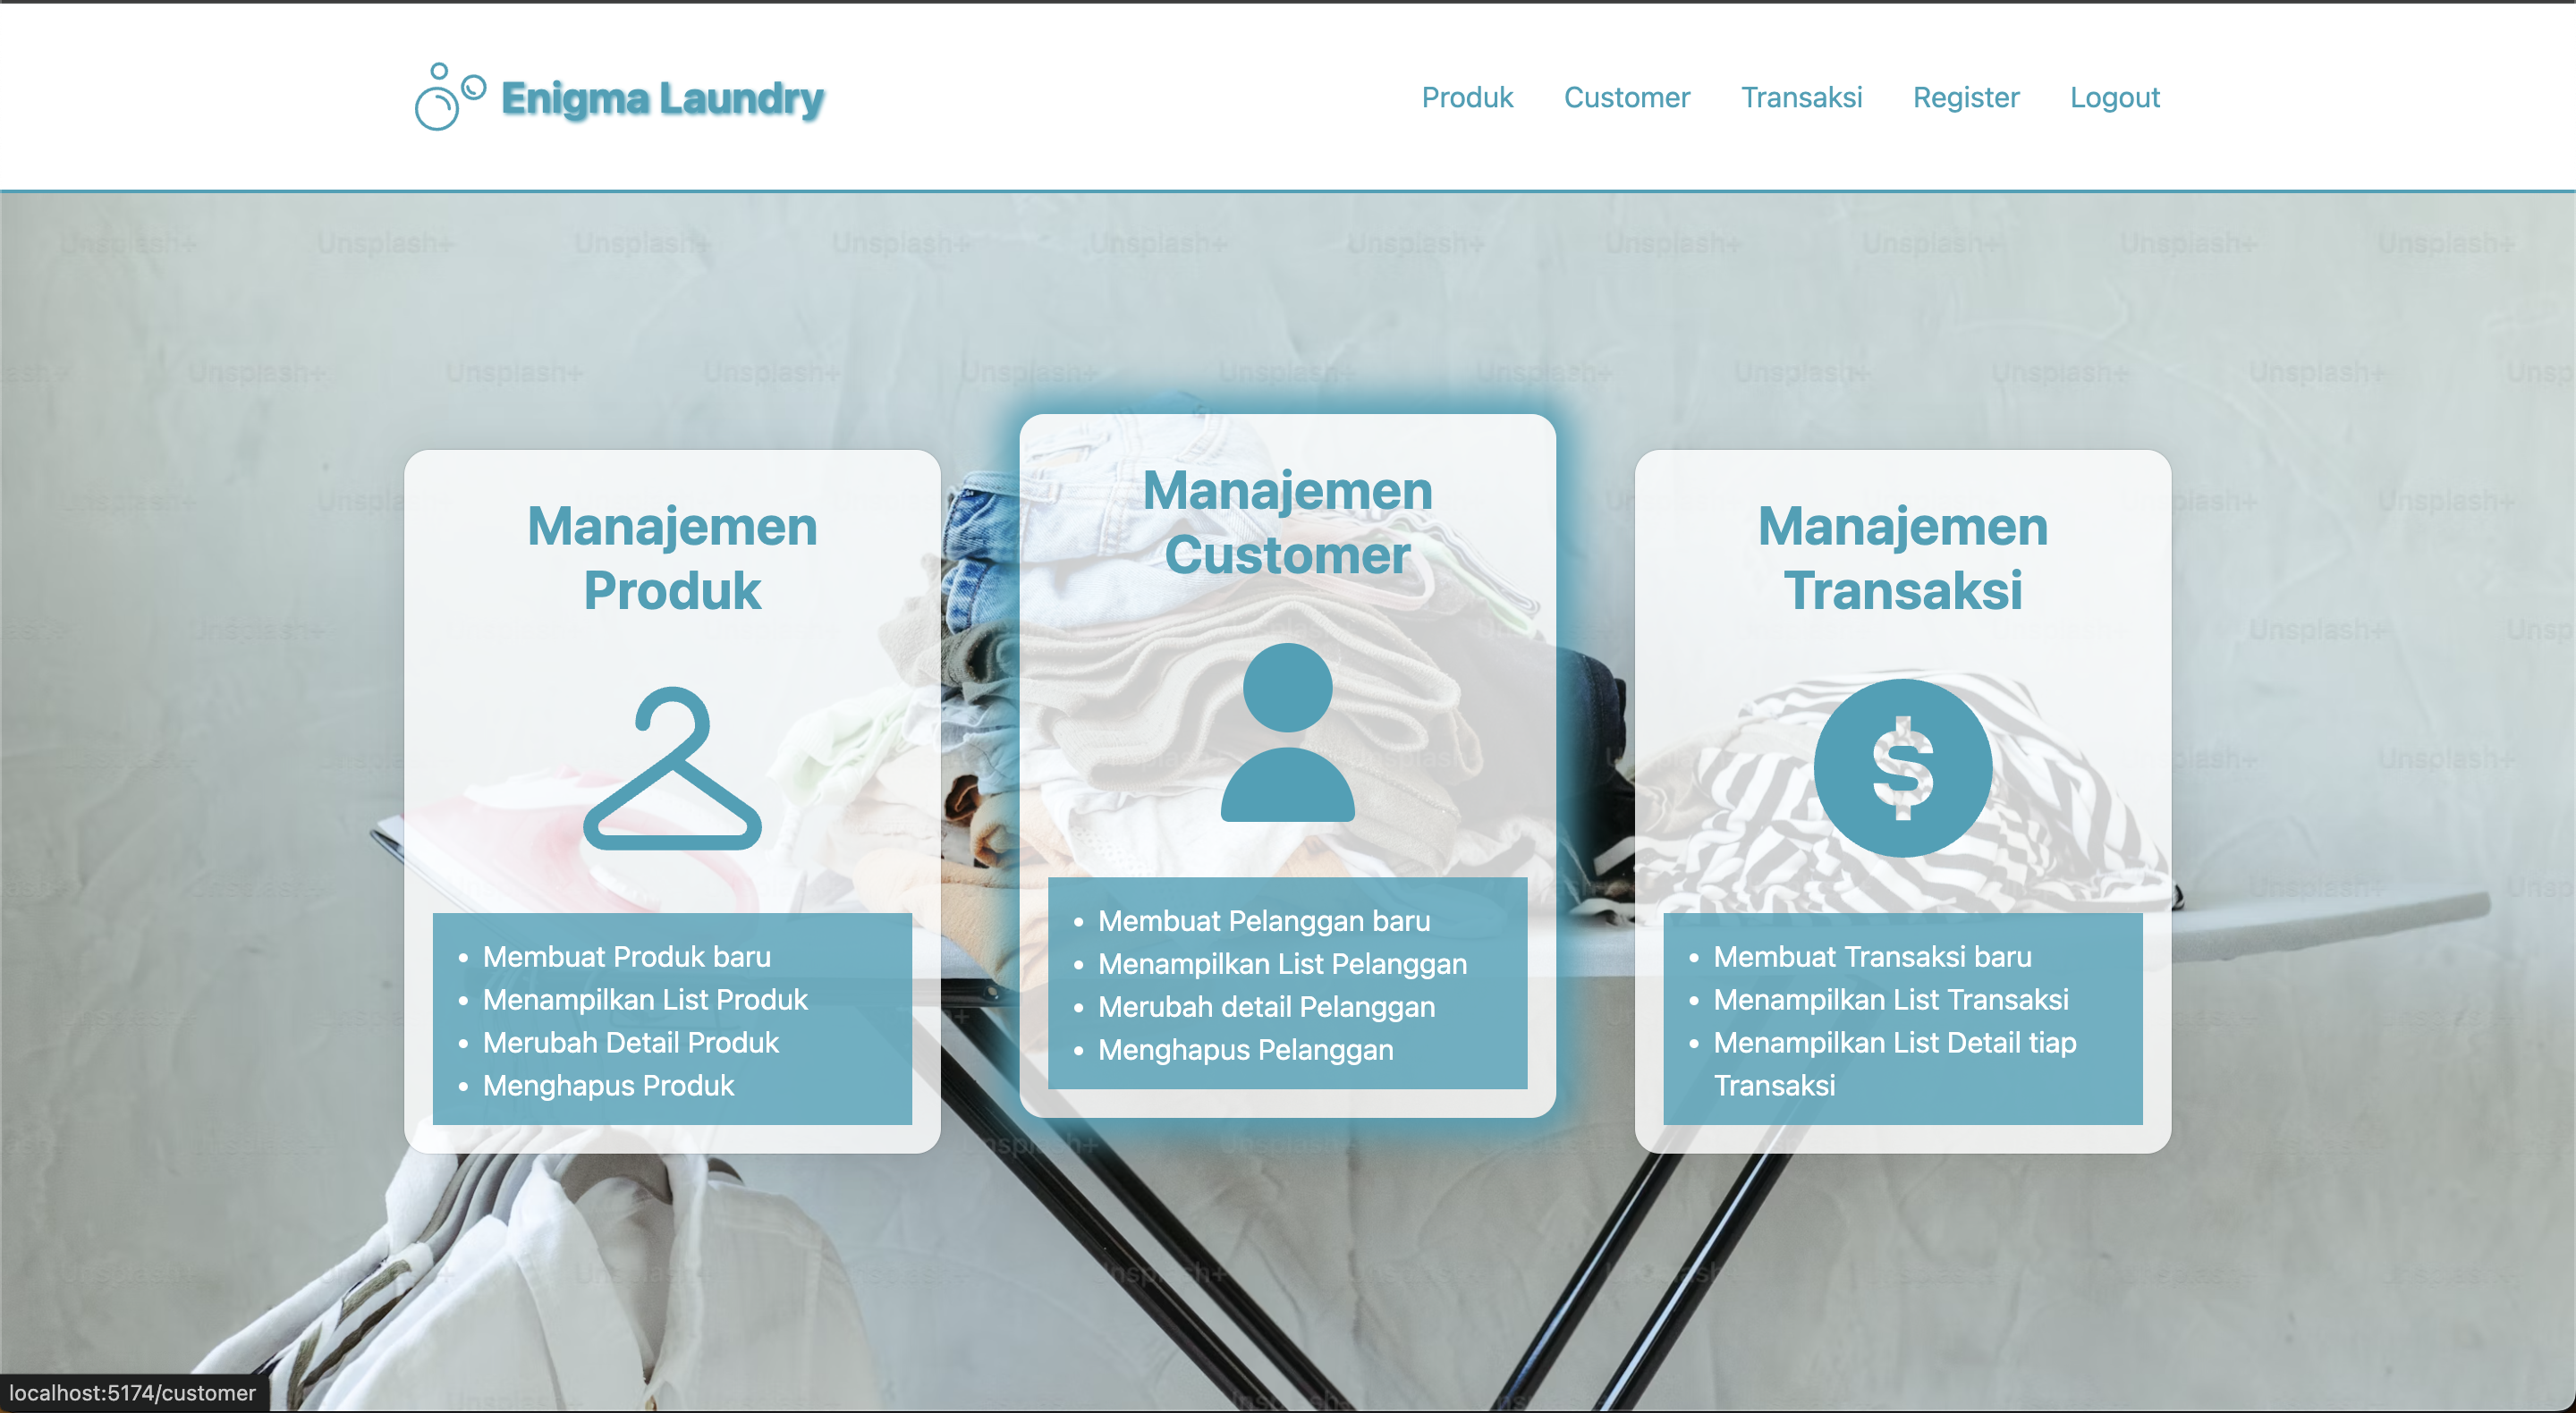 Enigma Laundry
Produk
Customer
Transaksi
Register
Logout
Manajemen
Produk
Membuat Produk baru
Menampilkan List Produk
Merubah Detail Produk
Menghapus Produk
Manajemen
Customer
Membuat Pelanggan baru
Menampilkan List Pelanggan
Merubah detail Pelanggan
Menghapus Pelanggan
Manajemen
Transaksi
$
Membuat Transaksi baru
Menampilkan List Transaksi
Menampilkan List Detail tiap
Transaksi
Unsplash+
localhost:5174/customer